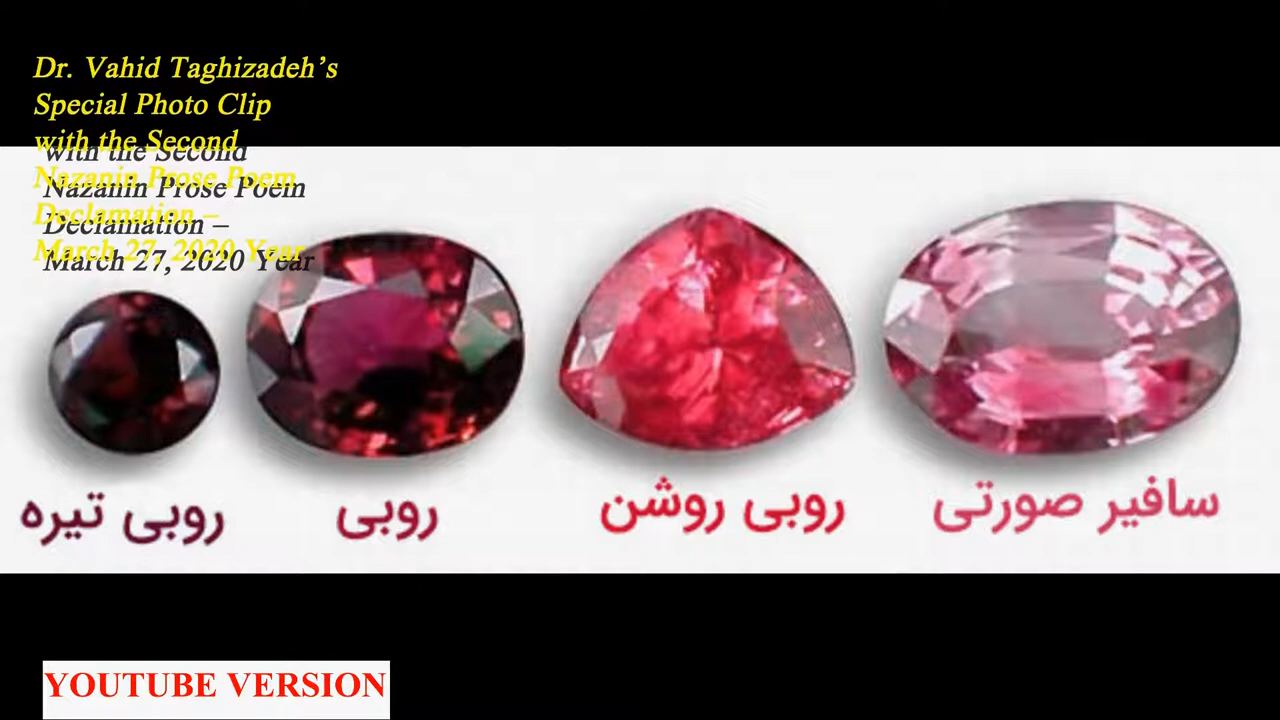 Dr. Vahid Taghizadeh’s
Special Photo Clip
with the Second
Nazanin Prose Poem
Declamation –
March 27, 2020 Year
سافیر صورتی
روبی روشن
روبی
روبی تیره
YOUTUBE VERSION